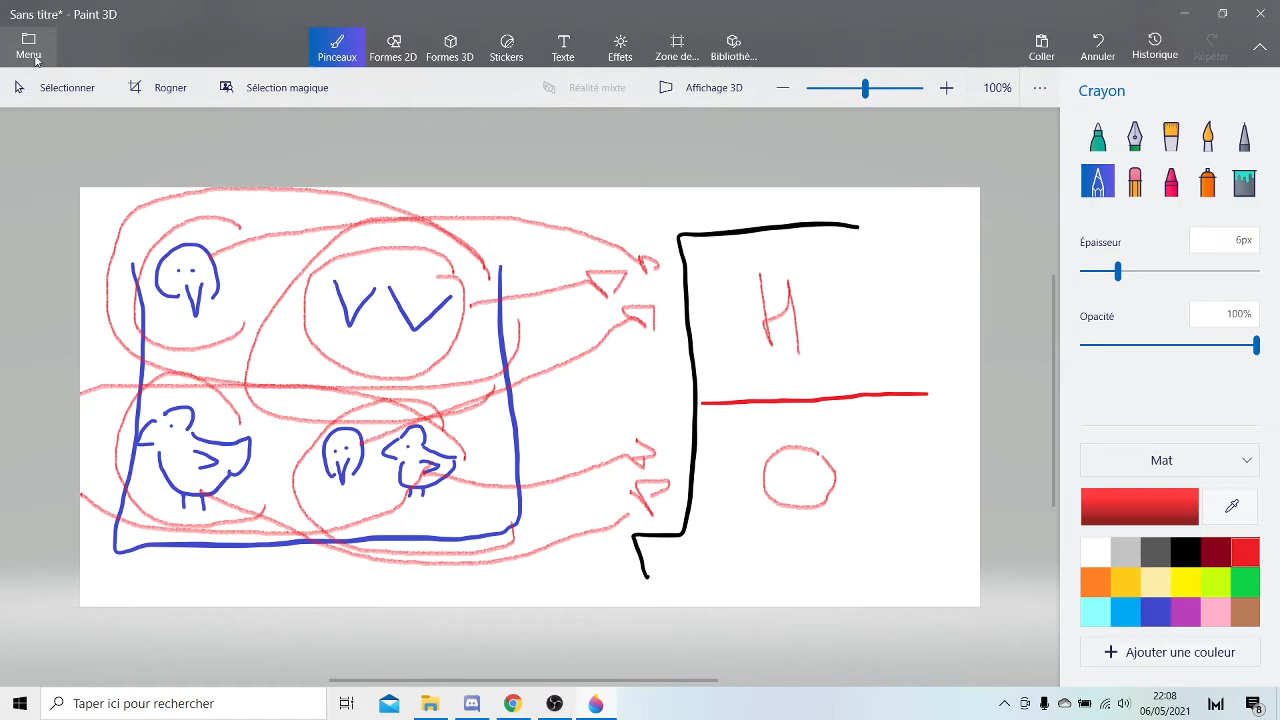 Sans titre* - Paint 3D
Menu
Pinceaux
Formes 2D
Formes 3D
Stickers
Texte
Effets
Zone de...
Bibliothè...
Coller
Annuler
Historique
Répéter
Sélectionner
Rogner
Sélection magique
Réalité mixte
Affichage 3D
100%
Crayon
Épaisseur
6px
Opacité
100%
Mat
Ajouter une couleur
H
O
Taper ici pour rechercher
22:08
06/05/2021
8